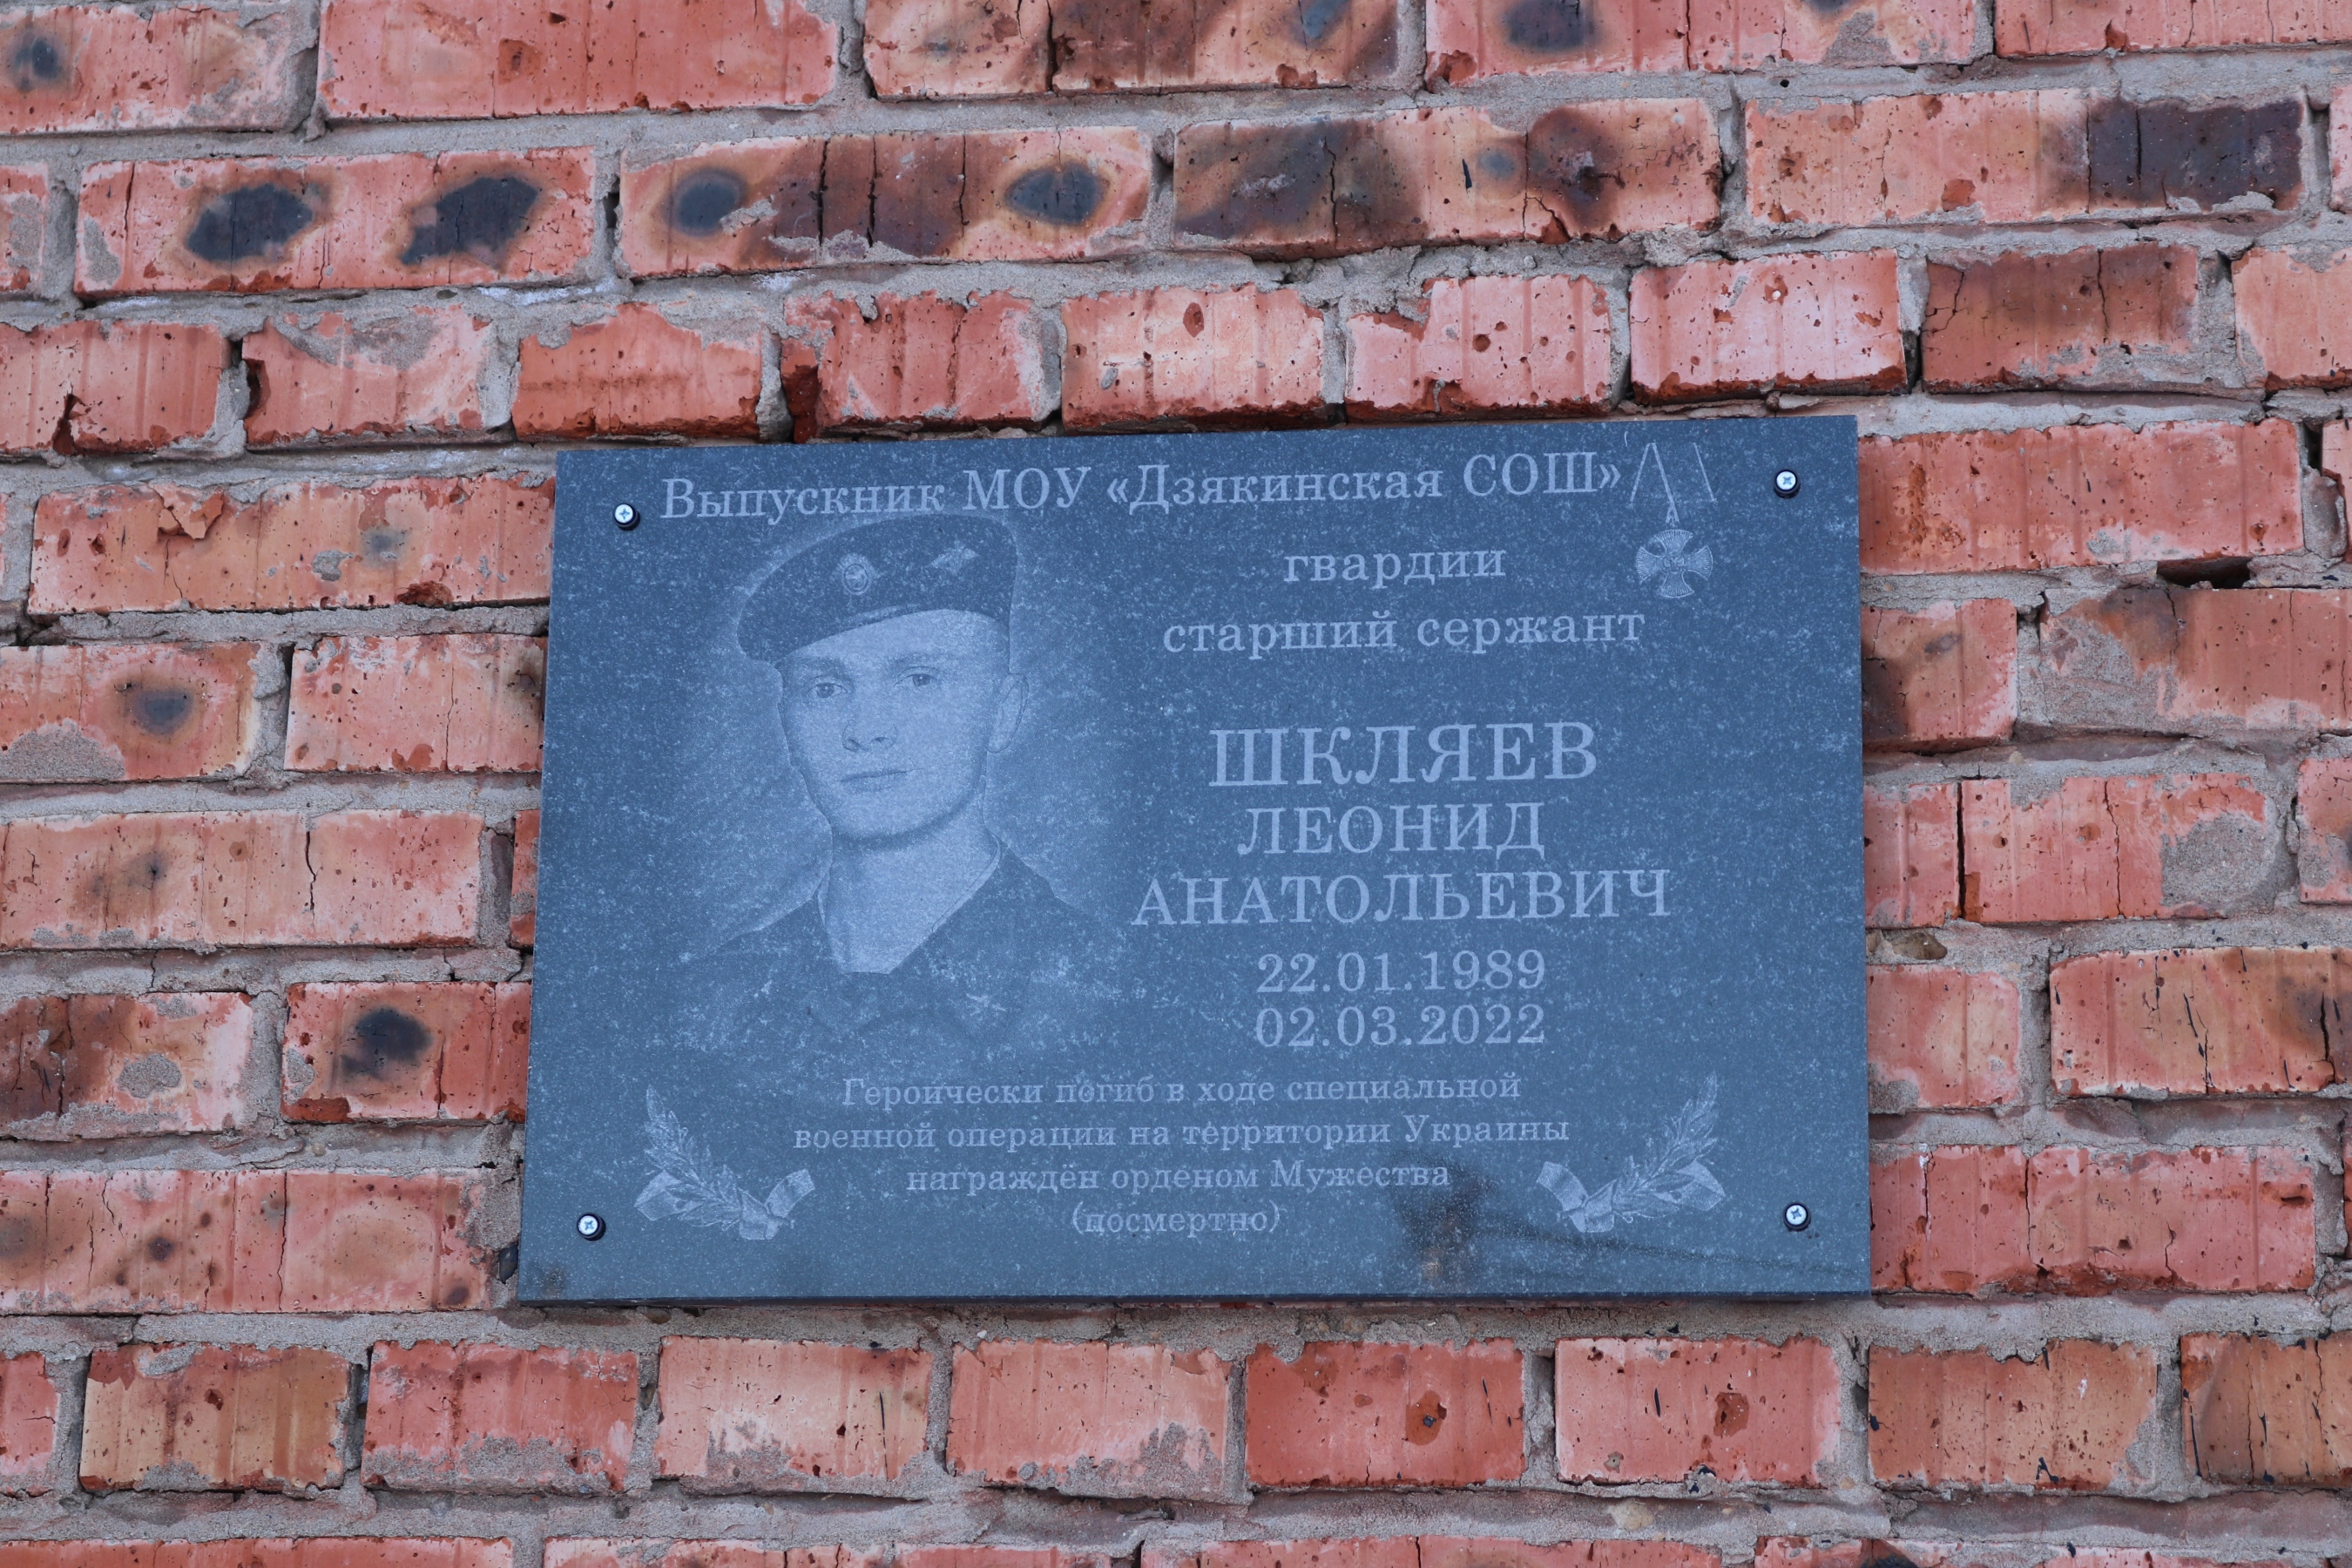 Выпускник МОУ «Дзякинская СОШ»
гвардии
старший сержант
ШКЛЯЕВ
ЛЕОНИД
АНАТОЛЬЕВИЧ
22.01.1989
02.03.2022
Героически погиб в ходе специальной
военной операции на территории Украины
награждён орденом Мужества
(посмертно)